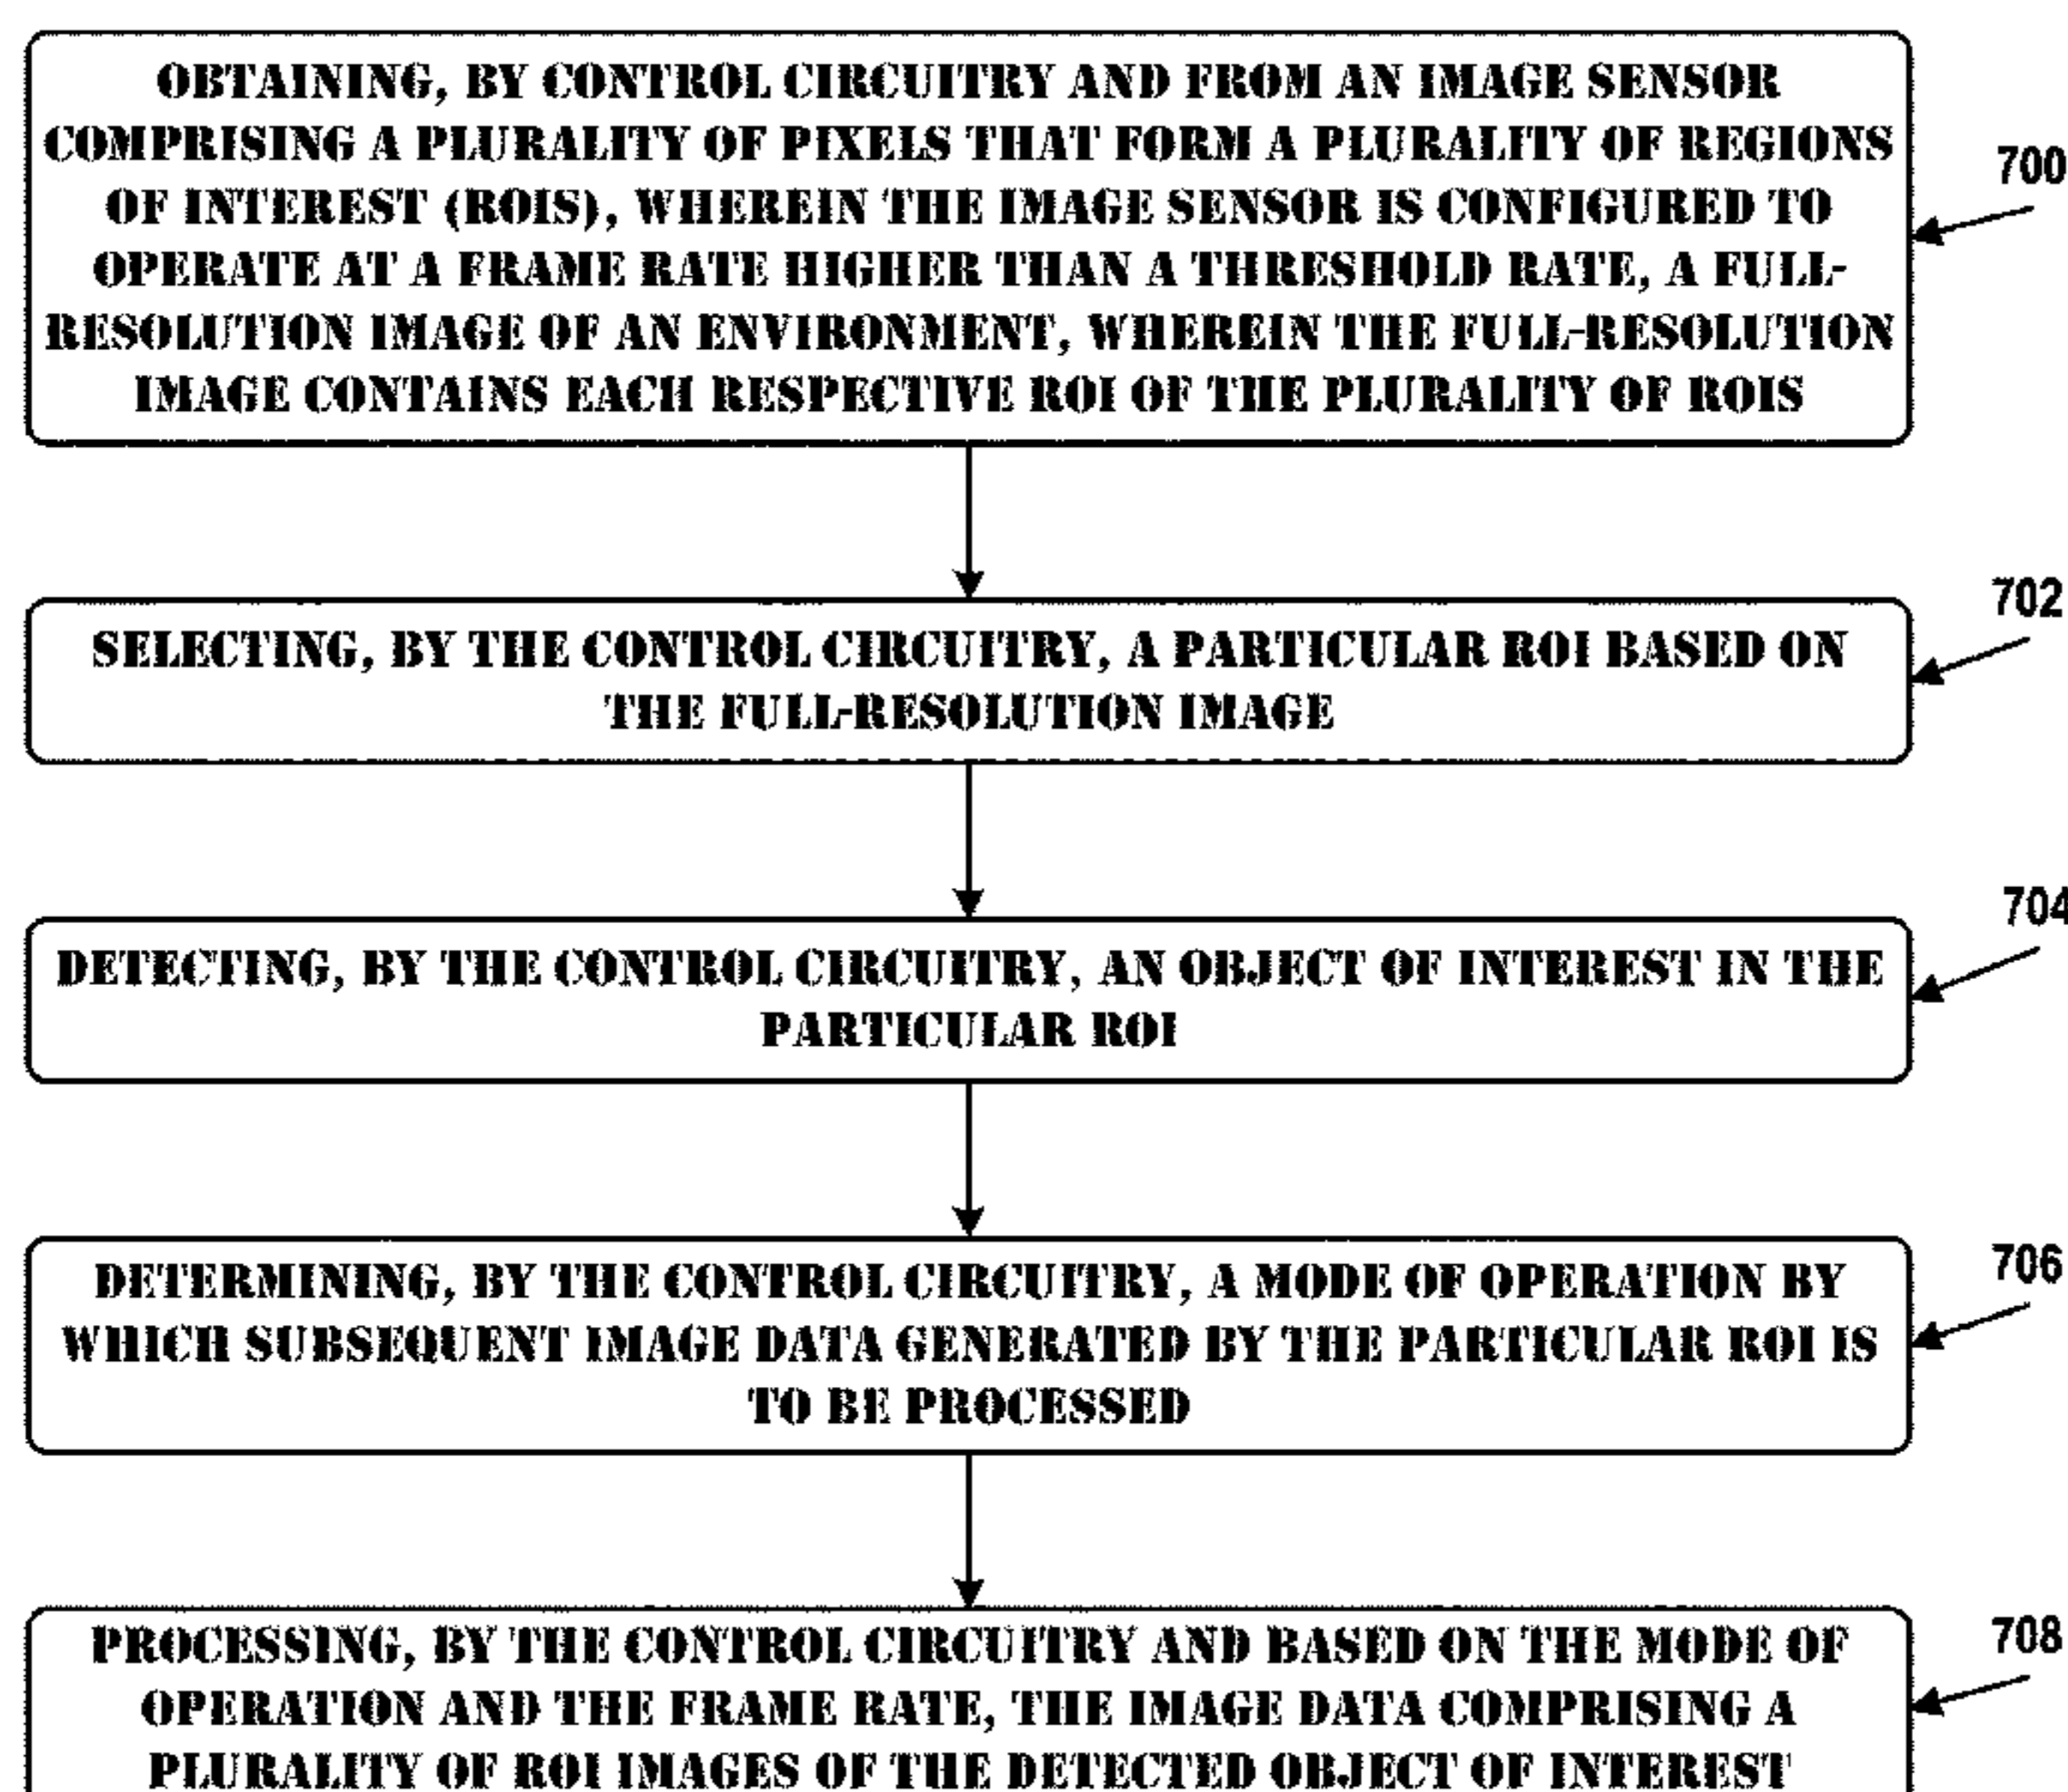 OBTAINING, BY CONTROL CIRCUITRY AND FROM AN IMAGE SENSOR
COMPRISING A PLURALITY OF PIXELS THAT FORM A PLURALITY OF REGIONS
OF INTEREST (ROIS), WHEREIN THE IMAGE SENSOR IS CONFIGURED TO
OPERATE AT A FRAME RATE HIGHER THAN A THRESHOLD RATE, A FULL-
RESOLUTION IMAGE OF AN ENVIRONMENT, WHEREIN THE FULL-RESOLUTION
IMAGE CONTAINS EACH RESPECTIVE ROI OF THE PLURALITY OF ROIS
700
SELECTING, BY THE CONTROL CIRCUITRY, A PARTICULAR ROI BASED ON
THE FULL-RESOLUTION IMAGE
702
DETECTING, BY THE CONTROL CIRCUITRY, AN OBJECT OF INTEREST IN THE
PARTICULAR ROI
704
DETERMINING, BY THE CONTROL CIRCUITRY, A MODE OF OPERATION BY
WHICH SUBSEQUENT IMAGE DATA GENERATED BY THE PARTICULAR ROI IS
TO BE PROCESSED
706
PROCESSING, BY THE CONTROL CIRCUITRY AND BASED ON THE MODE OF
OPERATION AND THE FRAME RATE, THE IMAGE DATA COMPRISING A
PLURALITY OF ROI IMAGES OF THE DETECTED OBJECT OF INTEREST
708